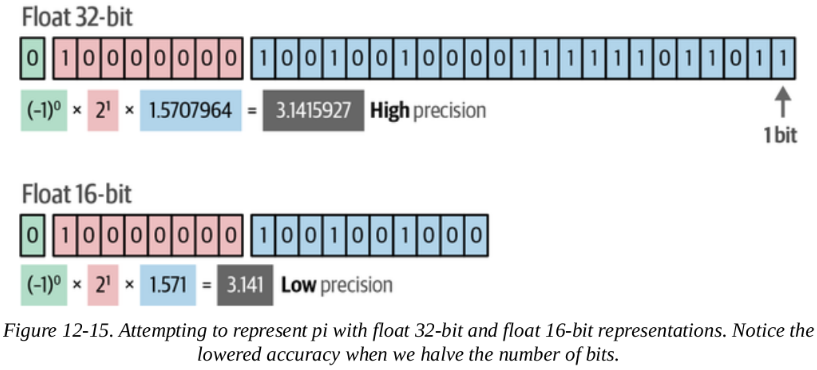 Float 32-bit
0 1 0 0 0 0 0 0 0 1 0 0 1 0 0 1 0 0 0 0 1 1 1 1 1 1 0 1 1 0 1 1
(-1)⁰ × 2¹ × 1.5707964 = 3.1415927 High precision
1 bit
Float 16-bit
0 1 0 0 0 0 0 0 0 1 0 0 1 0 0 1 0 0 0
(-1)⁰ × 2¹ × 1.571 = 3.141 Low precision
Figure 12-15. Attempting to represent pi with float 32-bit and float 16-bit representations. Notice the
lowered accuracy when we halve the number of bits.